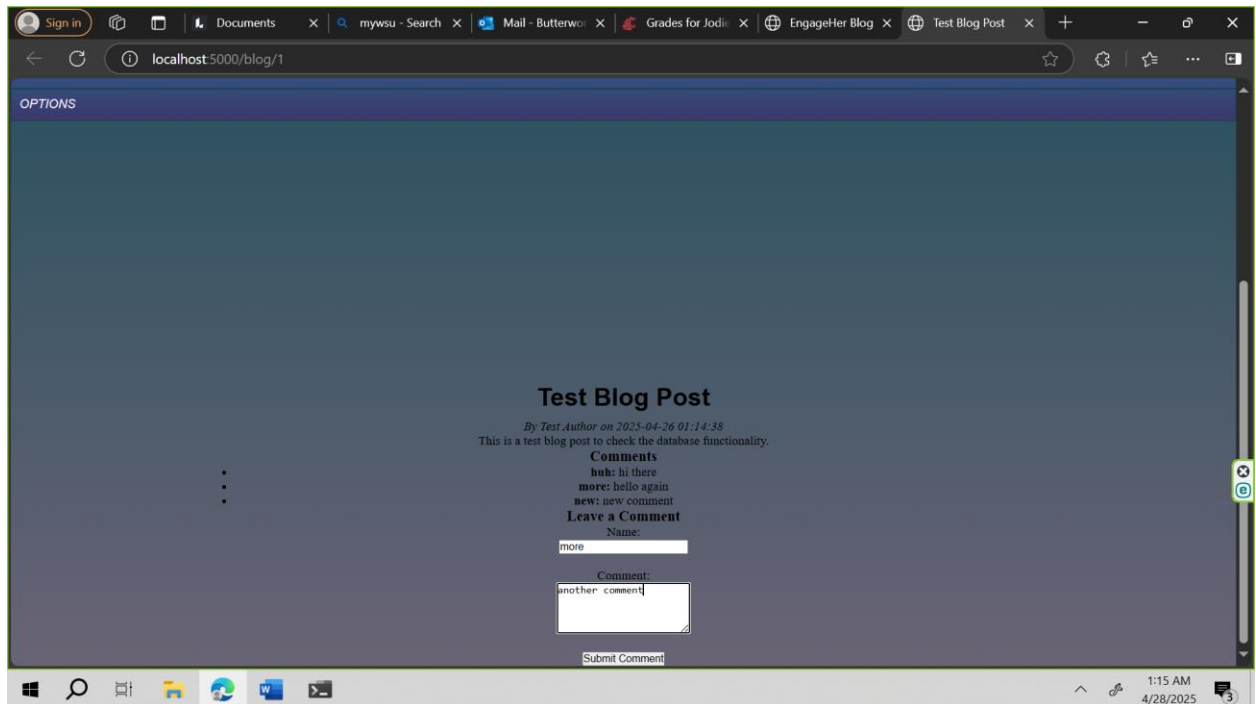 Sign in
Documents
mywsu - Search
Mail - Butterwor
Grades for Jodie
EngageHer Blog
Test Blog Post
localhost:5000/blog/1
OPTIONS
Test Blog Post
By Test Author on 2025-04-26 01:14:38
This is a test blog post to check the database functionality.
Comments
huh: hi there
more: hello again
new: new comment
Leave a Comment
Name:
more
Comment:
another comment
Submit Comment
1:15 AM
4/28/2025
3